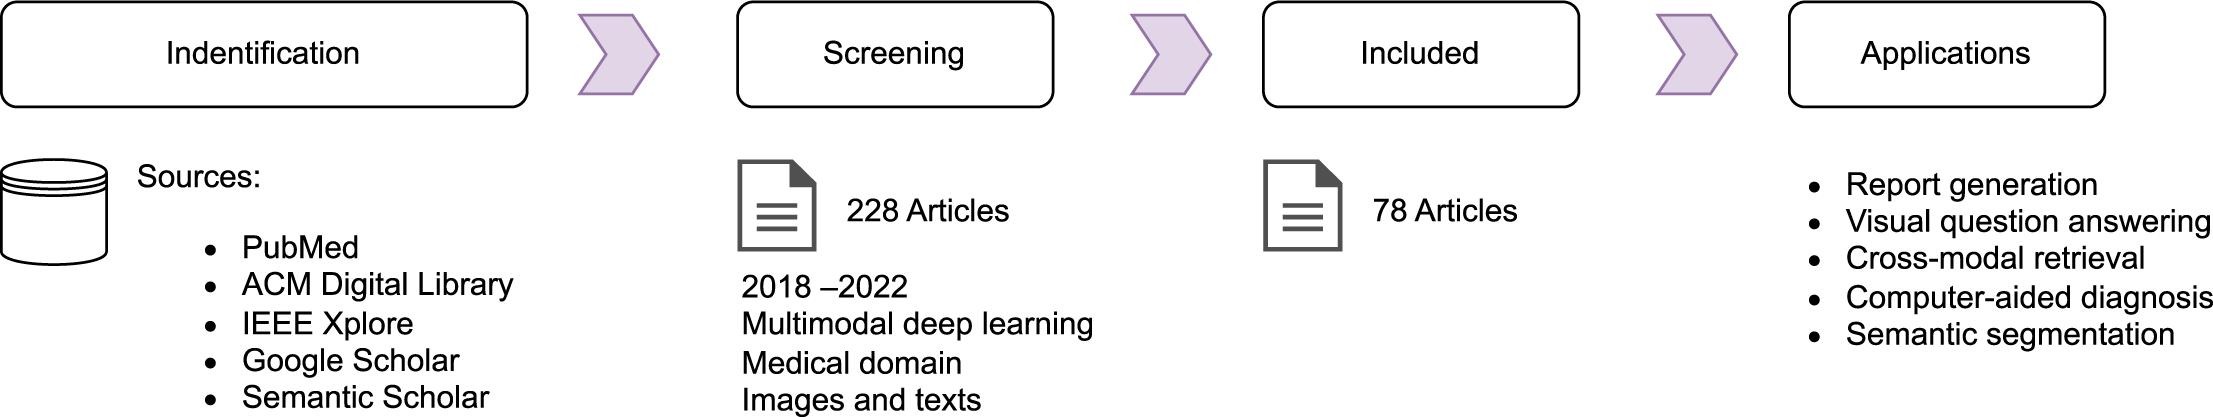 Indentification
Screening
Included
Applications
Sources:
• PubMed
• ACM Digital Library
• IEEE Xplore
• Google Scholar
• Semantic Scholar
228 Articles
2018 –2022
Multimodal deep learning
Medical domain
Images and texts
78 Articles
• Report generation
• Visual question answering
• Cross-modal retrieval
• Computer-aided diagnosis
• Semantic segmentation